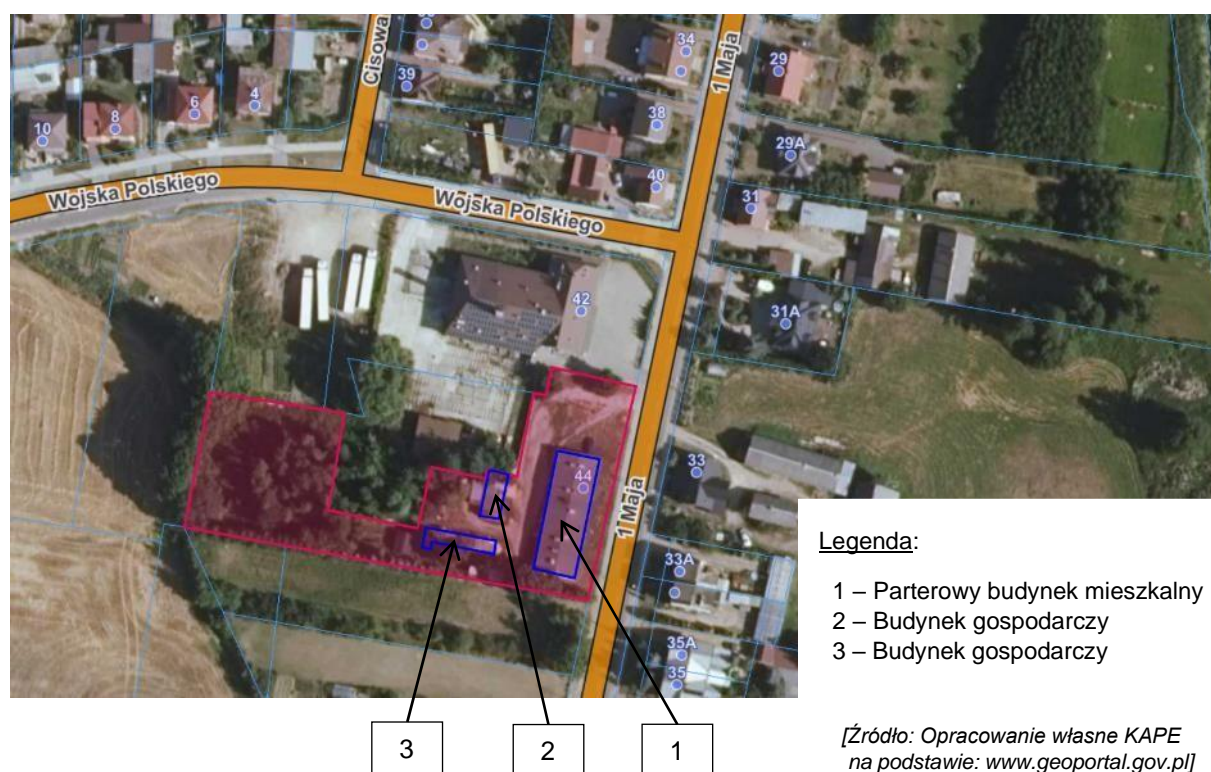 34
1 Maja
29
Cisowa
39
10
8
6
4
38
29A
40
31
Wojska Polskiego
Wojska Polskiego
42
31A
44
33
1 Maja
33A
35A
35
Legenda:
1 – Parterowy budynek mieszkalny
2 – Budynek gospodarczy
3 – Budynek gospodarczy
3
2
1
[Źródło: Opracowanie własne KAPE
na podstawie: www.geoportal.gov.pl]